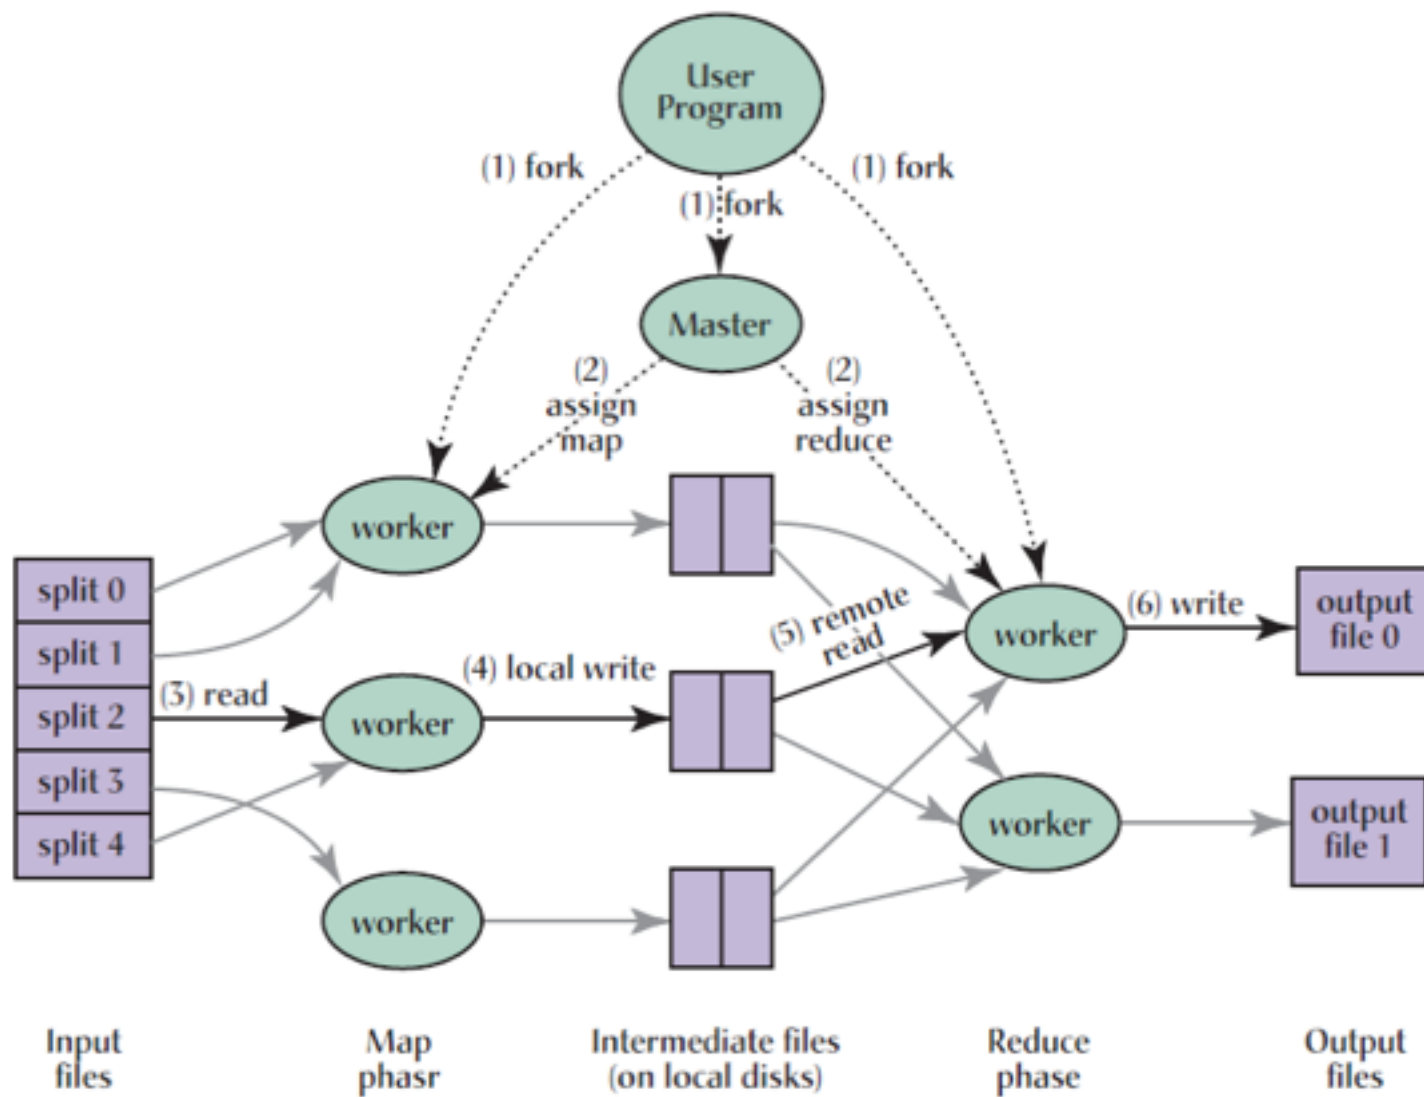 User
Program
(1) fork
(1) fork
(1) fork
Master
(2)
assign
map
(2)
assign
reduce
worker
split 0
split 1
split 2
split 3
split 4
(3) read
worker
(4) local write
(5) remote
read
worker
(6) write
output
file 0
worker
output
file 1
worker
Input
files
Map
phasr
Intermediate files
(on local disks)
Reduce
phase
Output
files